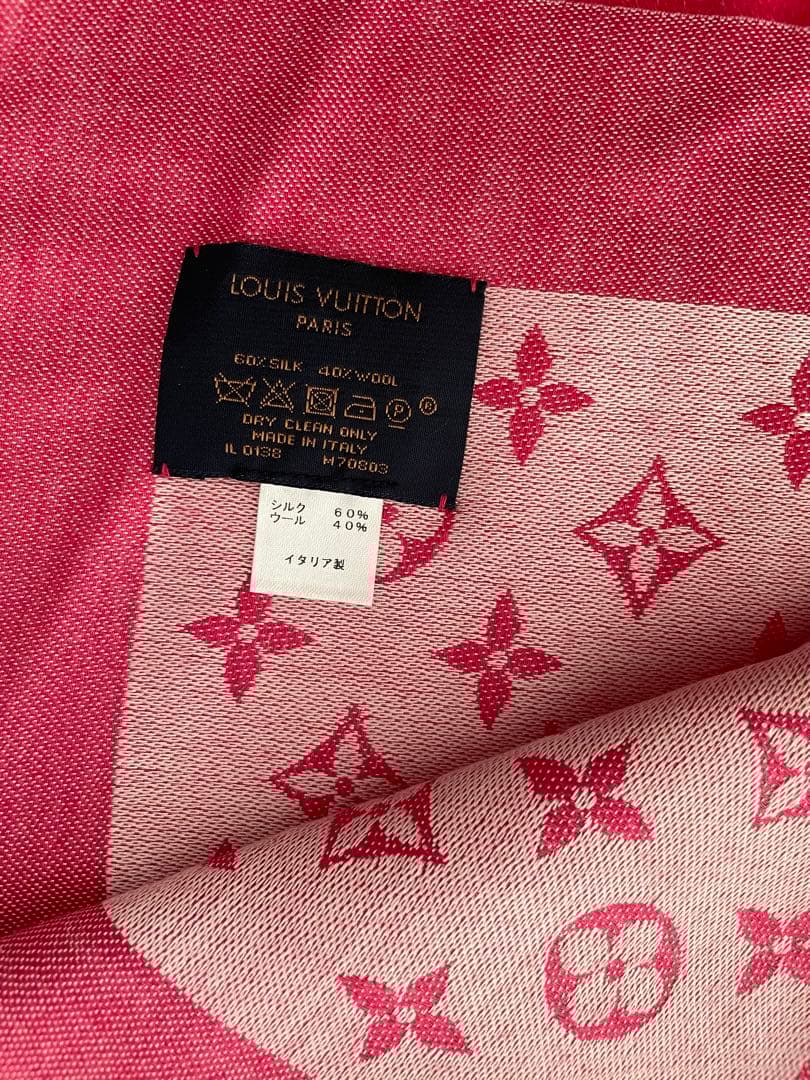 LOUIS VUITTON
PARIS
60% SILK 40% WOOL
P ®
DRY CLEAN ONLY
MADE IN ITALY
IL 0138 M70803
シルク 60%
ウール 40%
イタリア製